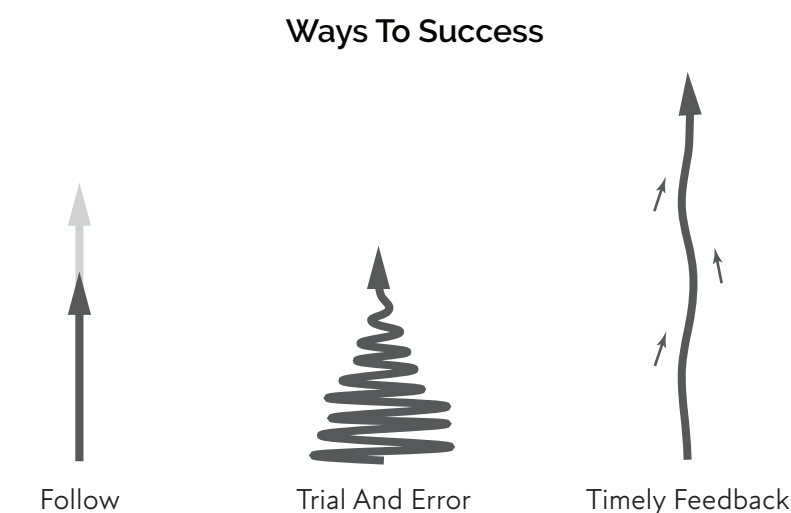 Ways To Success
Follow
Trial And Error
Timely Feedback